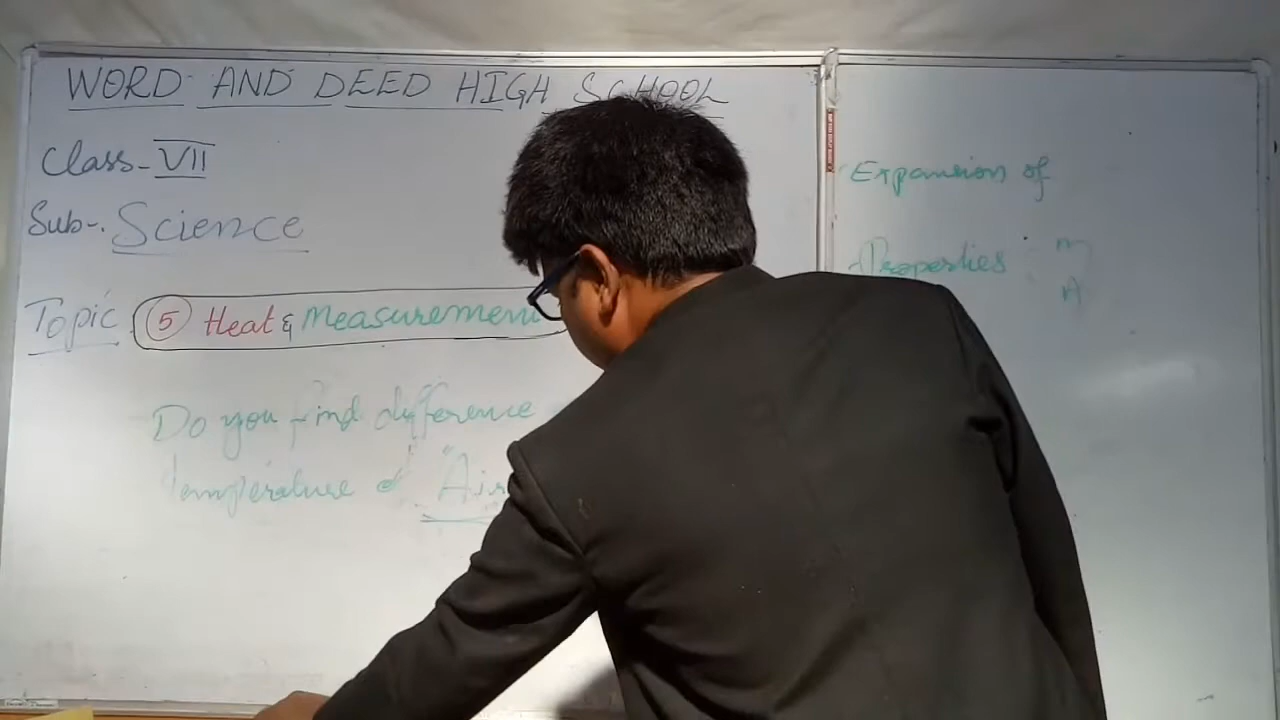 WORD AND DEED HIGH SCHOOL
Class- VII
Sub-. Science
Topic ⑤ Heat & Measurement
Do you find difference
Temperature of "Air
Expansion of
Properties m
A